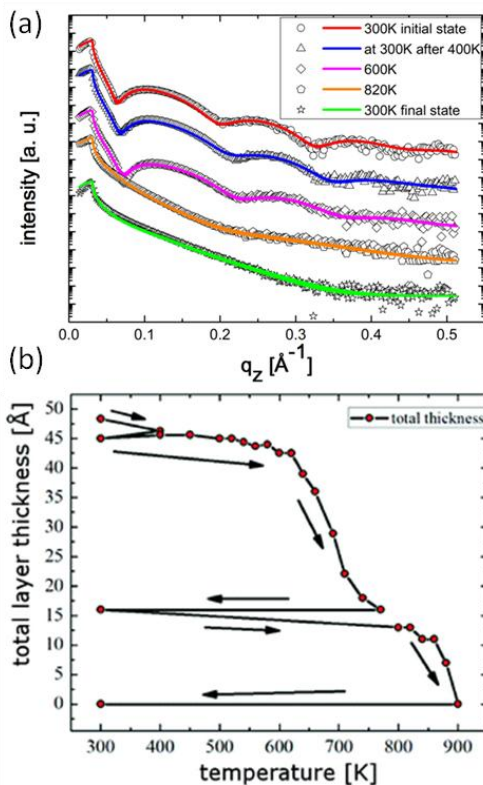 (a)
300K initial state
at 300K after 400K
600K
820K
300K final state
intensity [a. u.]
0.0 0.1 0.2 0.3 0.4 0.5
q_z [Å⁻¹]
(b)
total thickness
total layer thickness [Å]
50
45
40
35
30
25
20
15
10
5
0
300 400 500 600 700 800 900
temperature [K]